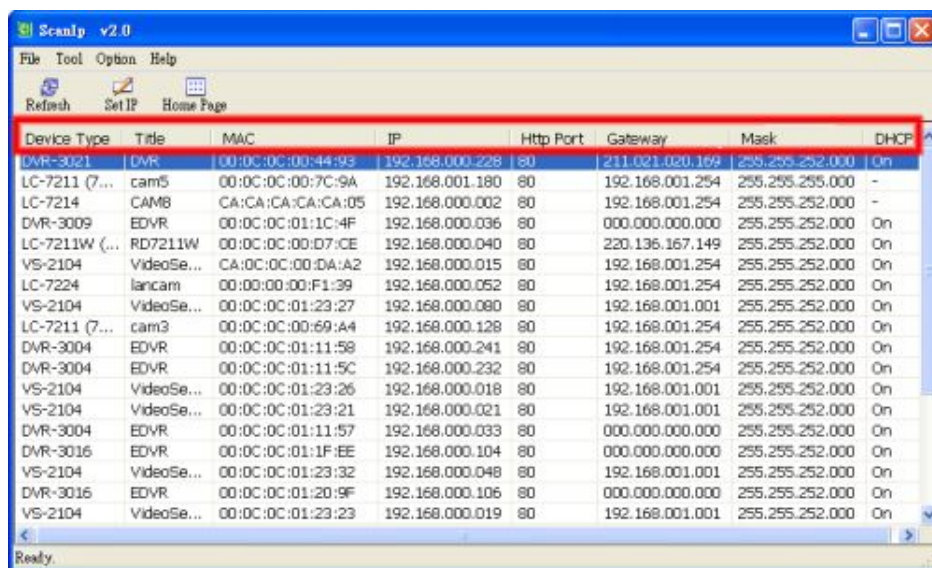 ScanIp v2.0
File Tool Option Help
Refresh Set IP Home Page
Device Type Title MAC IP Http Port Gateway Mask DHCP
DVR-3021 DVR 00:0C:0C:00:44:93 192.168.000.228 80 211.021.020.169 255.255.252.000 On
LC-7211 (7... cam5 00:0C:0C:00:7C:9A 192.168.001.180 80 192.168.001.254 255.255.255.000 -
LC-7214 CAM8 CA:CA:CA:CA:CA:05 192.168.000.002 80 192.168.001.254 255.255.252.000 -
DVR-3009 EDVR 00:0C:0C:01:1C:4F 192.168.000.036 80 000.000.000.000 255.255.252.000 On
LC-7211W (... RD7211W 00:0C:0C:00:D7:CE 192.168.000.040 80 220.136.167.149 255.255.252.000 On
VS-2104 VideoSe... CA:0C:0C:00:DA:A2 192.168.000.015 80 192.168.001.254 255.255.252.000 On
LC-7224 lancam 00:00:00:00:F1:39 192.168.000.052 80 192.168.001.254 255.255.252.000 On
VS-2104 VideoSe... 00:0C:0C:01:23:27 192.168.000.080 80 192.168.001.001 255.255.252.000 On
LC-7211 (7... cam3 00:0C:0C:00:69:A4 192.168.000.128 80 192.168.001.254 255.255.252.000 On
DVR-3004 EDVR 00:0C:0C:01:11:58 192.168.000.241 80 192.168.001.254 255.255.252.000 On
DVR-3004 EDVR 00:0C:0C:01:11:5C 192.168.000.232 80 192.168.001.254 255.255.252.000 On
VS-2104 VideoSe... 00:0C:0C:01:23:26 192.168.000.018 80 192.168.001.001 255.255.252.000 On
VS-2104 VideoSe... 00:0C:0C:01:23:21 192.168.000.021 80 192.168.001.001 255.255.252.000 On
DVR-3004 EDVR 00:0C:0C:01:11:57 192.168.000.033 80 000.000.000.000 255.255.252.000 On
DVR-3016 EDVR 00:0C:0C:01:1F:EE 192.168.000.104 80 000.000.000.000 255.255.252.000 On
VS-2104 VideoSe... 00:0C:0C:01:23:32 192.168.000.048 80 192.168.001.001 255.255.252.000 On
DVR-3016 EDVR 00:0C:0C:01:20:9F 192.168.000.106 80 000.000.000.000 255.255.252.000 On
VS-2104 VideoSe... 00:0C:0C:01:23:23 192.168.000.019 80 192.168.001.001 255.255.252.000 On
Ready.